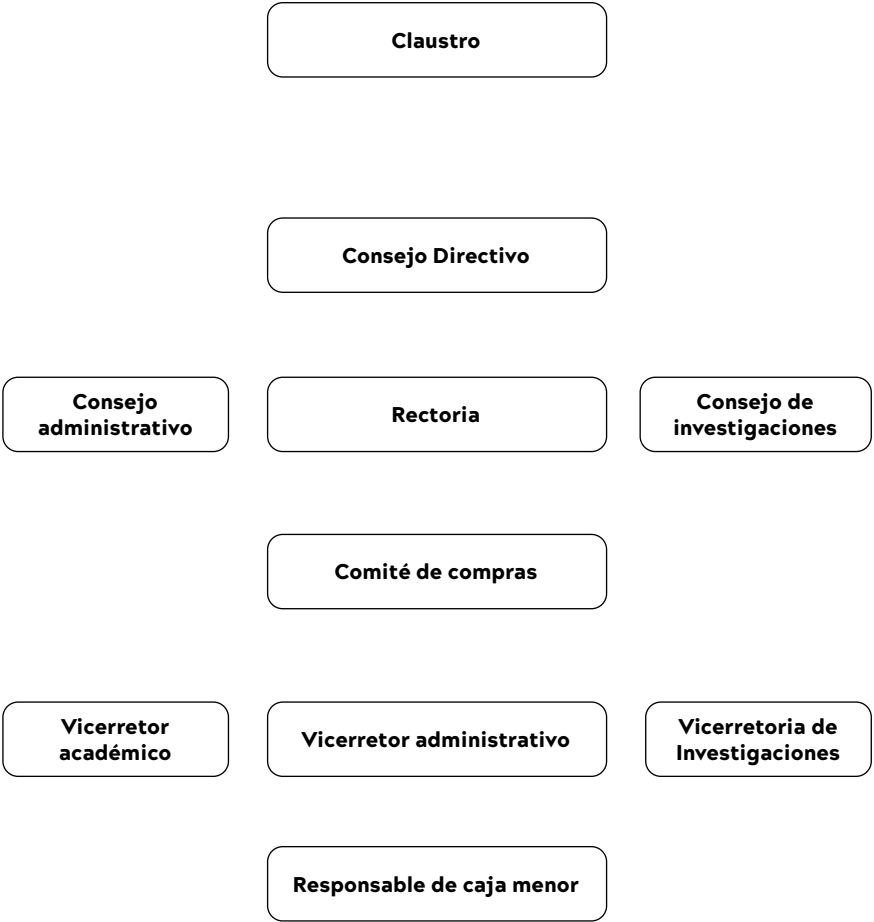 Claustro
Consejo Directivo
Consejo
administrativo
Rectoria
Consejo de
investigaciones
Comité de compras
Vicerretor
académico
Vicerretor administrativo
Vicerretoria de
Investigaciones
Responsable de caja menor